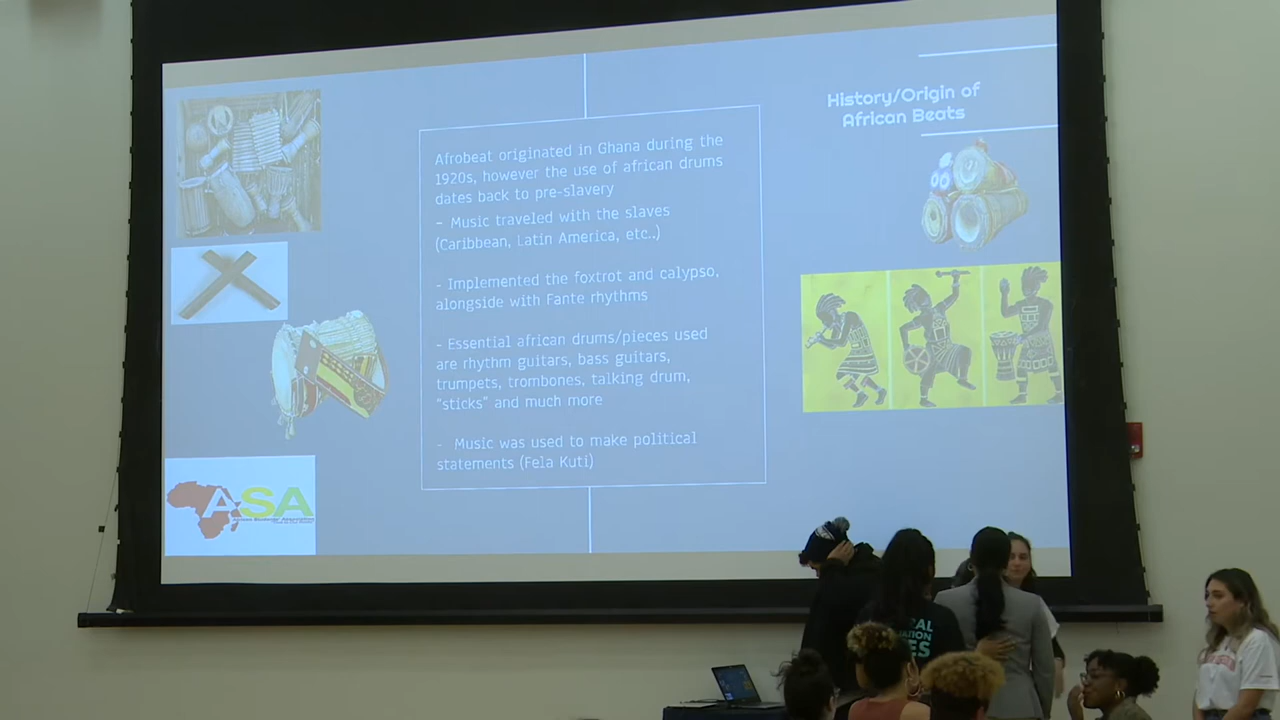 History/Origin of
African Beats
Afrobeat originated in Ghana during the
1920s, however the use of african drums
dates back to pre-slavery
- Music traveled with the slaves
(Caribbean, Latin America, etc..)
- Implemented the foxtrot and calypso,
alongside with Fante rhythms
- Essential african drums/pieces used
are rhythm guitars, bass guitars,
trumpets, trombones, talking drum,
"sticks" and much more
- Music was used to make political
statements (Fela Kuti)
ASA
African Student Association